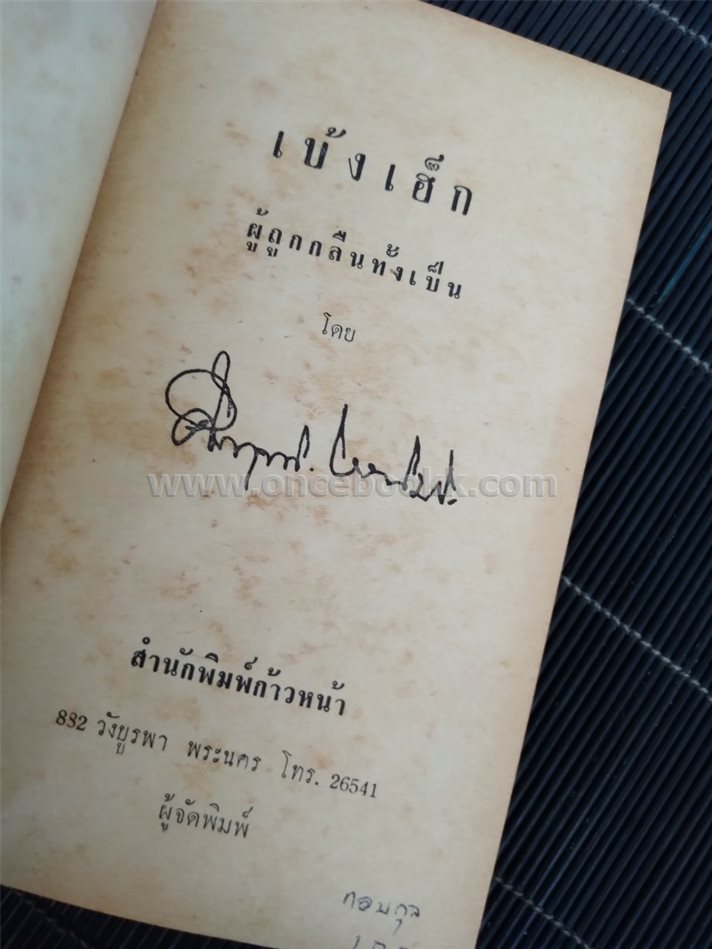 เบ้งเฮ็ก
ผู้ถูกกลืนทั้งเป็น
โดย
www.oncebookk.com
สำนักพิมพ์ก้าวหน้า
882 วังบูรพา พระนคร โทร. 26541
ผู้จัดพิมพ์
กอบกุล